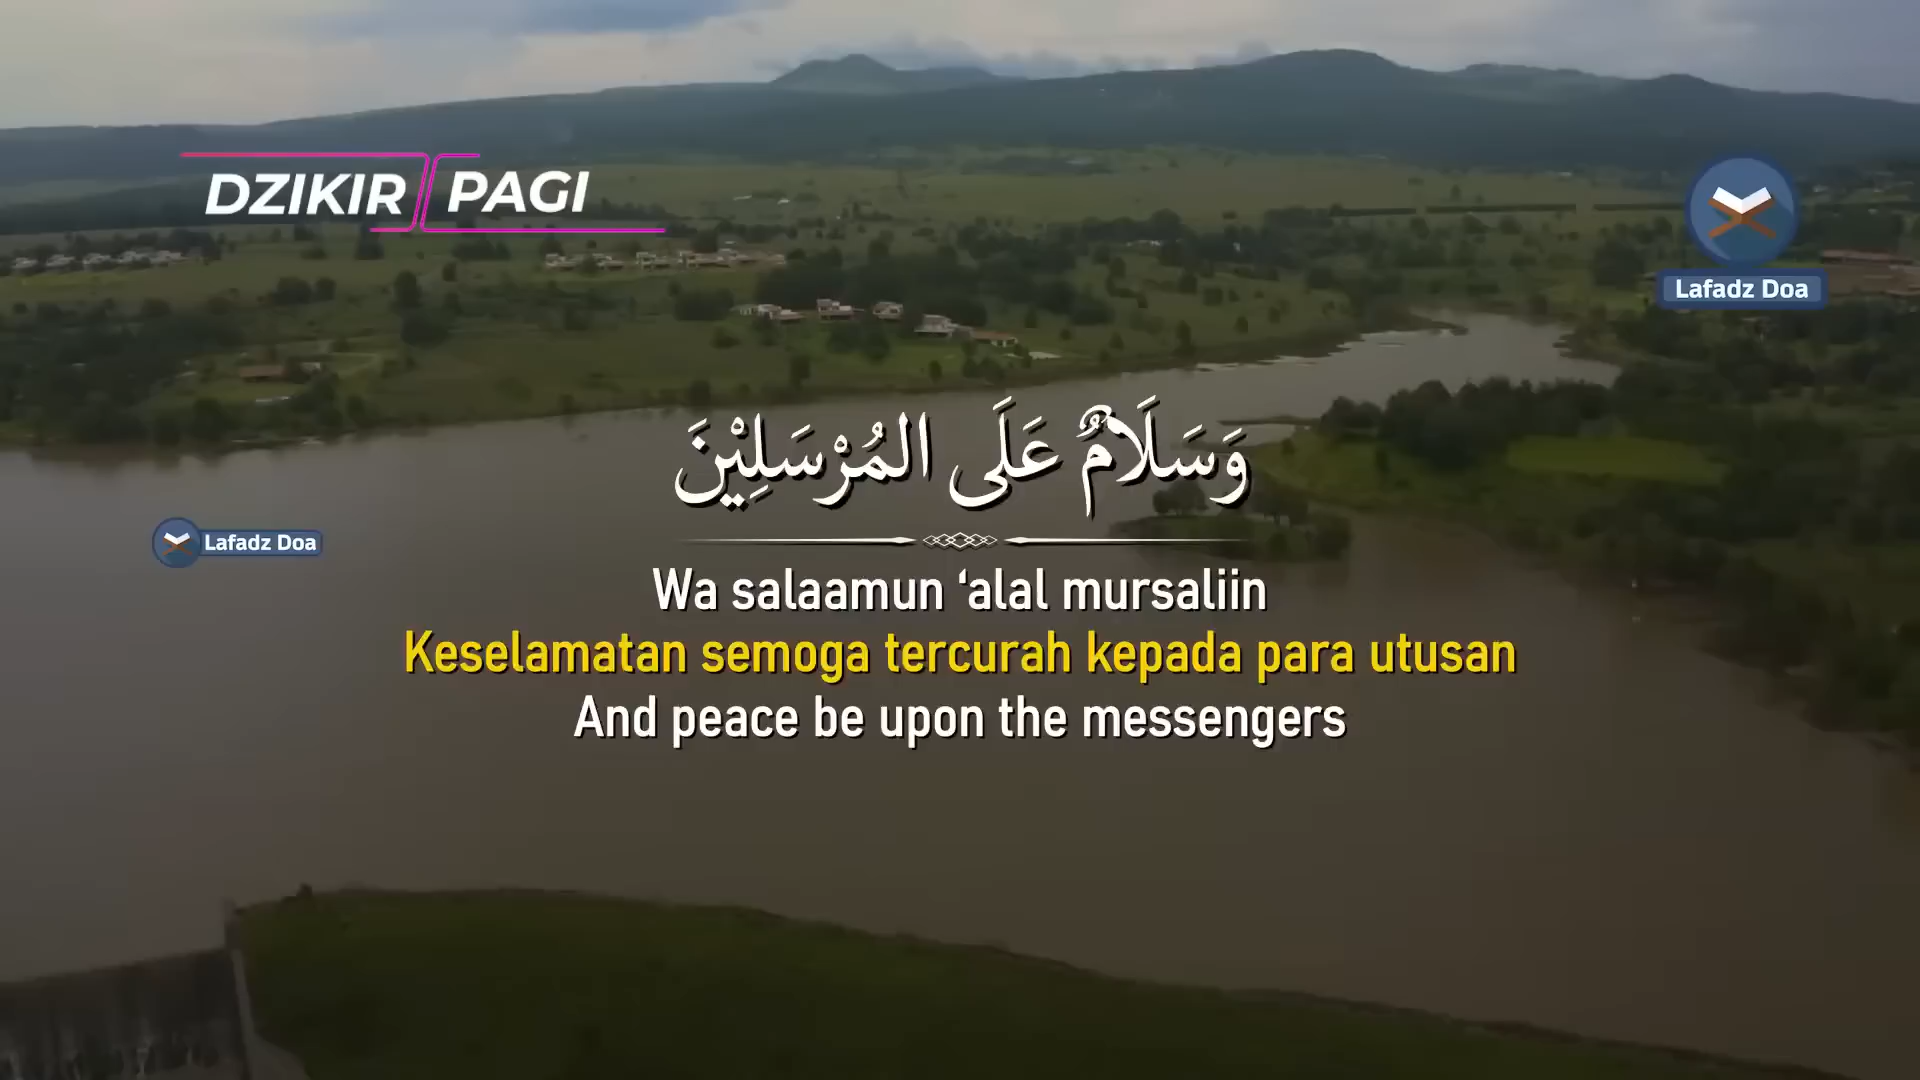 DZIKIR PAGI
Lafadz Doa
وَسَلَامٌ عَلَى المُرْسَلِيْنَ
Lafadz Doa
Wa salaamun ‘alal mursaliin
Keselamatan semoga tercurah kepada para utusan
And peace be upon the messengers